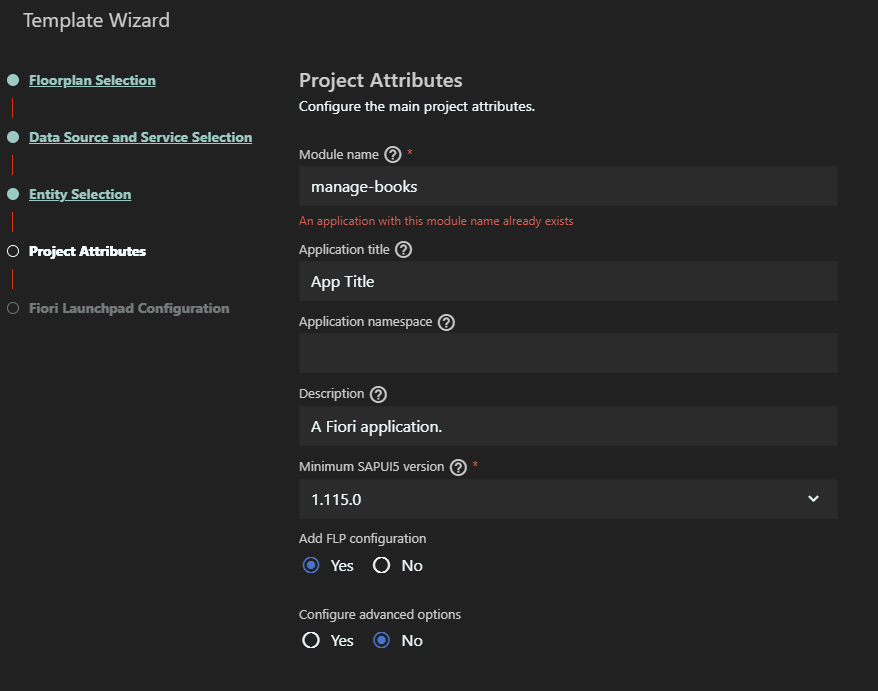 Template Wizard
Floorplan Selection
Data Source and Service Selection
Entity Selection
Project Attributes
Fiori Launchpad Configuration
Project Attributes
Configure the main project attributes.
Module name ? *
manage-books
An application with this module name already exists
Application title ?
App Title
Application namespace ?
Description ?
A Fiori application.
Minimum SAPUI5 version ? *
1.115.0
Add FLP configuration
Yes No
Configure advanced options
Yes No